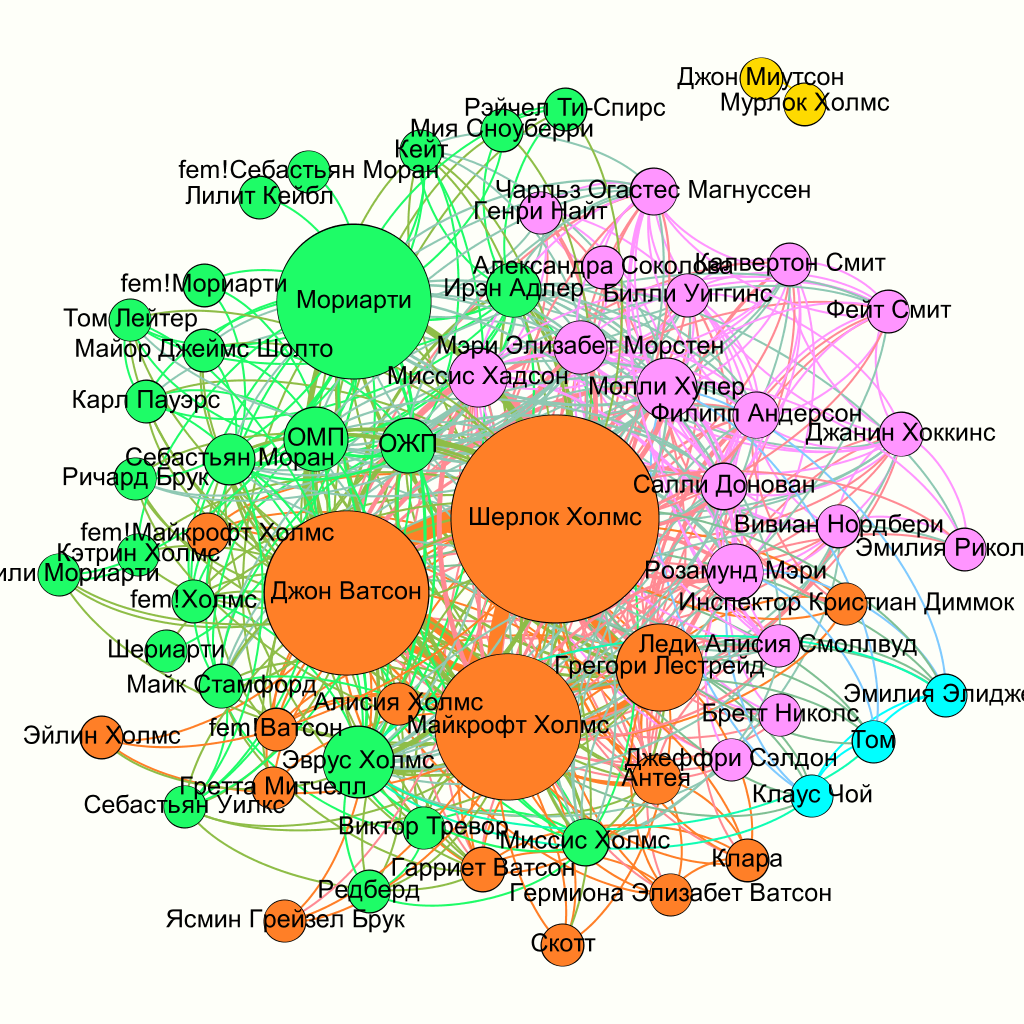 Джон Миутсон
Мурлок Холмс
Рэйчел Ти-Спирс
Мия Сноуберри
Кейт
fem!Себастьян Моран
Лилит Кейбл
Чарльз Огастес Магнуссен
Генри Найт
Александра Соколова
Калвертон Смит
Ирэн Адлер
Билли Уиггинс
fem!Мориарти
Мориарти
Фейт Смит
Том Лейтер
Майор Джеймс Шолто
Мэри Элизабет Морстен
Миссис Хадсон
Молли Хупер
Карл Пауэрс
Филипп Андерсон
Джанин Хоккинс
ОМП
ОЖП
Себастьян Моран
Ричард Брук
Салли Донован
Шерлок Холмс
Вивиан Нордбери
fem!Майкрофт Холмс
Кэтрин Холмс
Эмилия Рикол
или Мориарти
Розамунд Мэри
Джон Ватсон
fem!Холмс
Инспектор Кристиан Диммок
Шериарти
Леди Алисия Смоллвуд
Грегори Лестрейд
Майк Стамфорд
Эмилия Элидже
Алисия Холмс
Бретт Николс
fem!Ватсон
Майкрофт Холмс
Эйлин Холмс
Том
Эврус Холмс
Джеффри Сэлдон
Антея
Гретта Митчелл
Клаус Чой
Себастьян Уилкс
Виктор Тревор
Миссис Холмс
Клара
Гарриет Ватсон
Редберд
Гермиона Элизабет Ватсон
Ясмин Грейзел Брук
Скотт